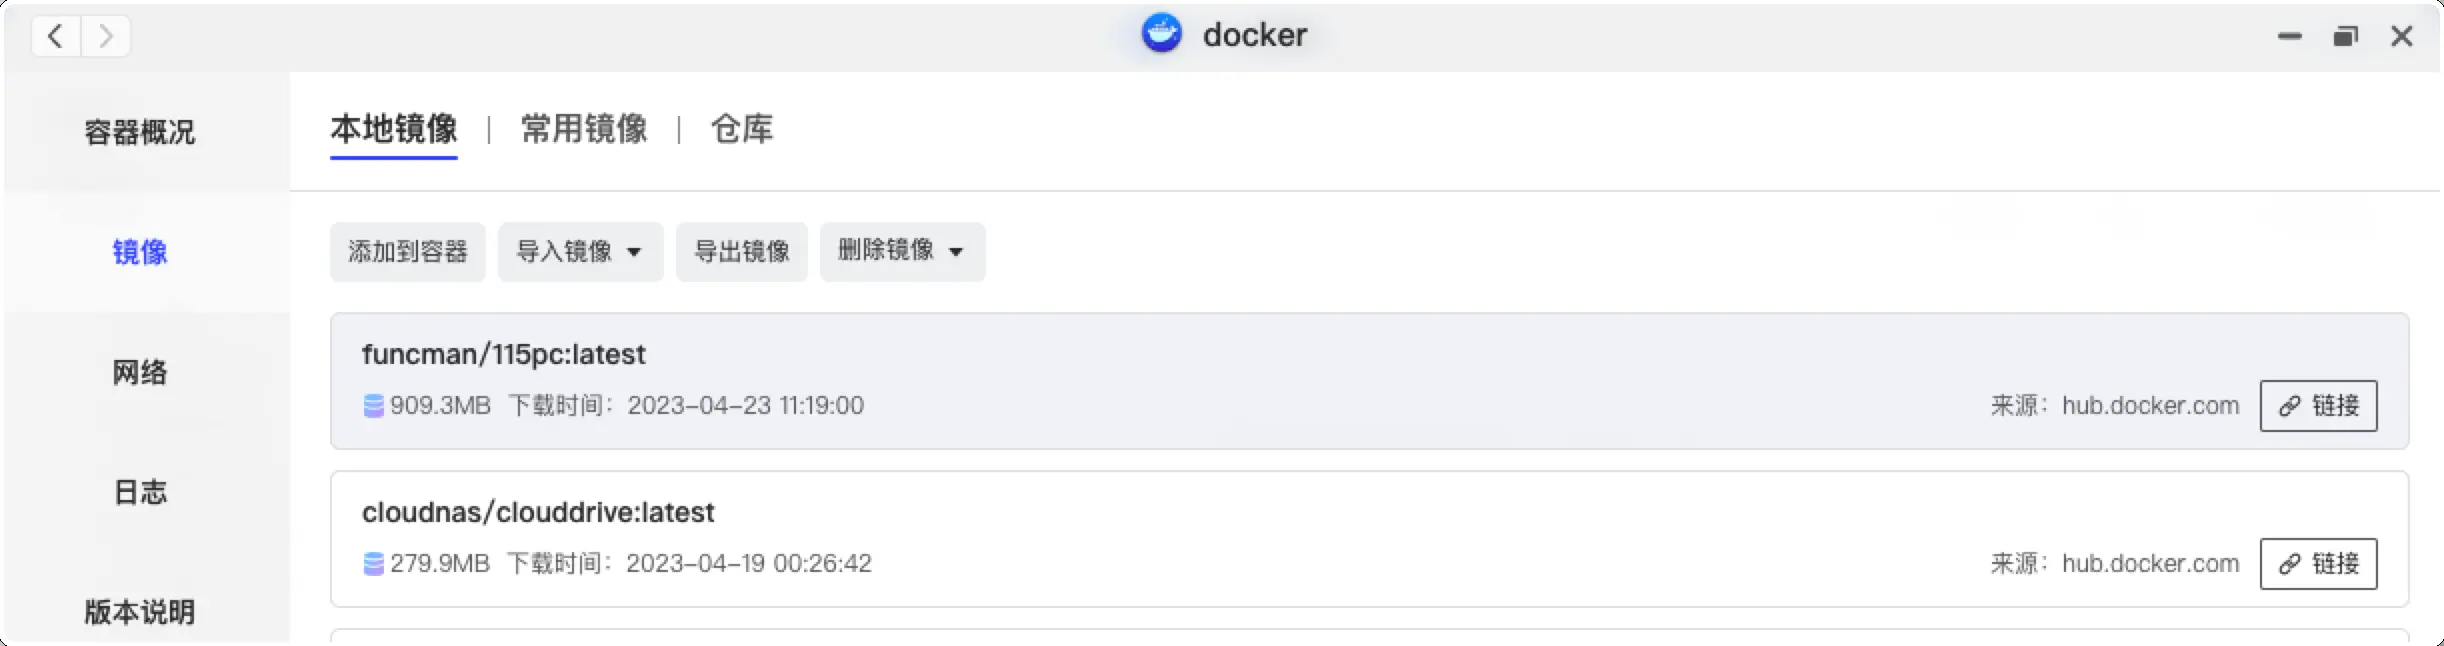 docker
容器概况
镜像
网络
日志
版本说明
本地镜像 | 常用镜像 | 仓库
添加到容器 导入镜像 导出镜像 删除镜像
funcman/115pc:latest
909.3MB 下载时间：2023-04-23 11:19:00 来源：hub.docker.com 链接
cloudnas/clouddrive:latest
279.9MB 下载时间：2023-04-19 00:26:42 来源：hub.docker.com 链接